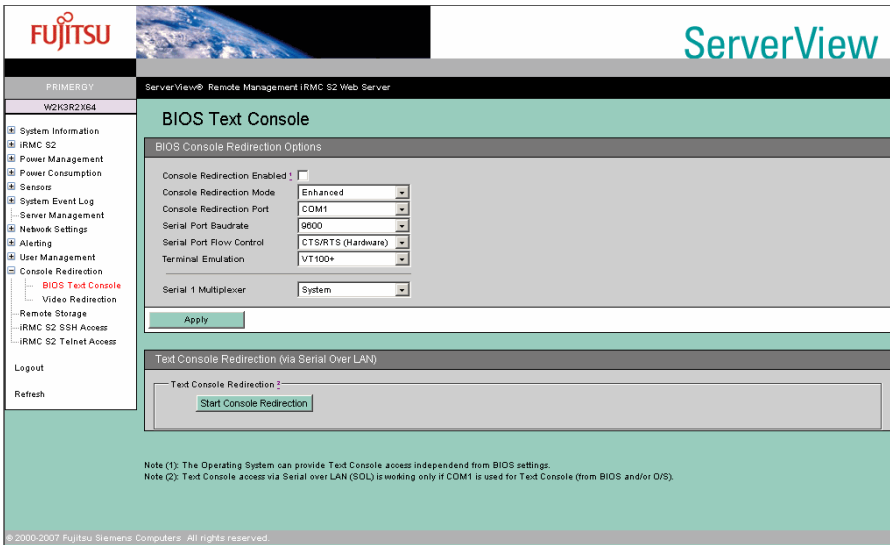 FUJITSU
ServerView
PRIMERGY
ServerView® Remote Management iRMC S2 Web Server
W2K3R2X64
System Information
iRMC S2
Power Management
Power Consumption
Sensors
System Event Log
Server Management
Network Settings
Alerting
User Management
Console Redirection
BIOS Text Console
Video Redirection
Remote Storage
iRMC S2 SSH Access
iRMC S2 Telnet Access
Logout
Refresh
BIOS Text Console
BIOS Console Redirection Options
Console Redirection Enabled 1
Console Redirection Mode Enhanced
Console Redirection Port COM1
Serial Port Baudrate 9600
Serial Port Flow Control CTS/RTS (Hardware)
Terminal Emulation VT100+
Serial 1 Multiplexer System
Apply
Text Console Redirection (via Serial Over LAN)
Text Console Redirection 2
Start Console Redirection
Note (1): The Operating System can provide Text Console access independend from BIOS settings.
Note (2): Text Console access via Serial over LAN (SOL) is working only if COM1 is used for Text Console (from BIOS and/or O/S).
© 2000-2007 Fujitsu Siemens Computers All rights reserved.